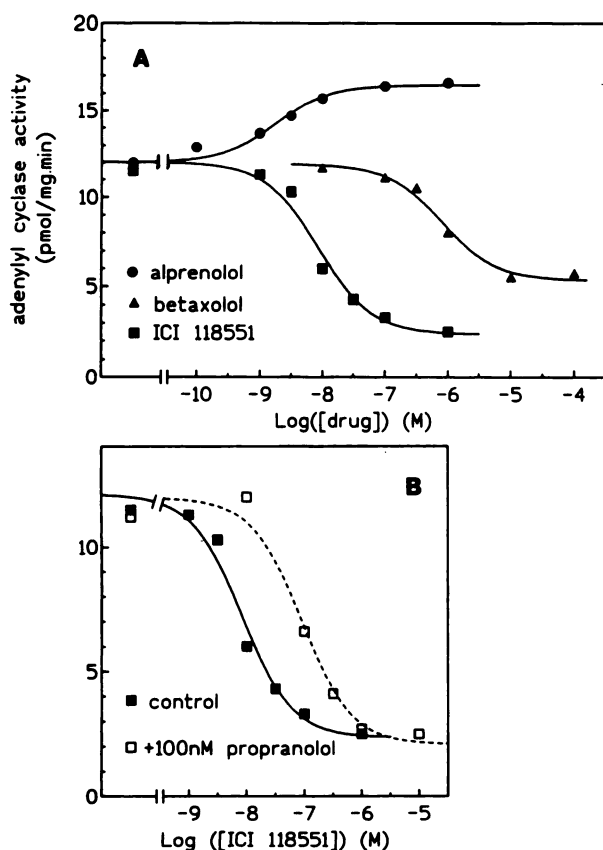 20
15
10
5
0
adenylyl cyclase activity
(pmol/mg.min)
A
● alprenolol
▲ betaxolol
■ ICI 118551
-10 -9 -8 -7 -6 -5 -4
Log([drug]) (M)
B
10
5
0
■ control
□ +100nM propranolol
-9 -8 -7 -6 -5
Log ([ICI 118551]) (M)